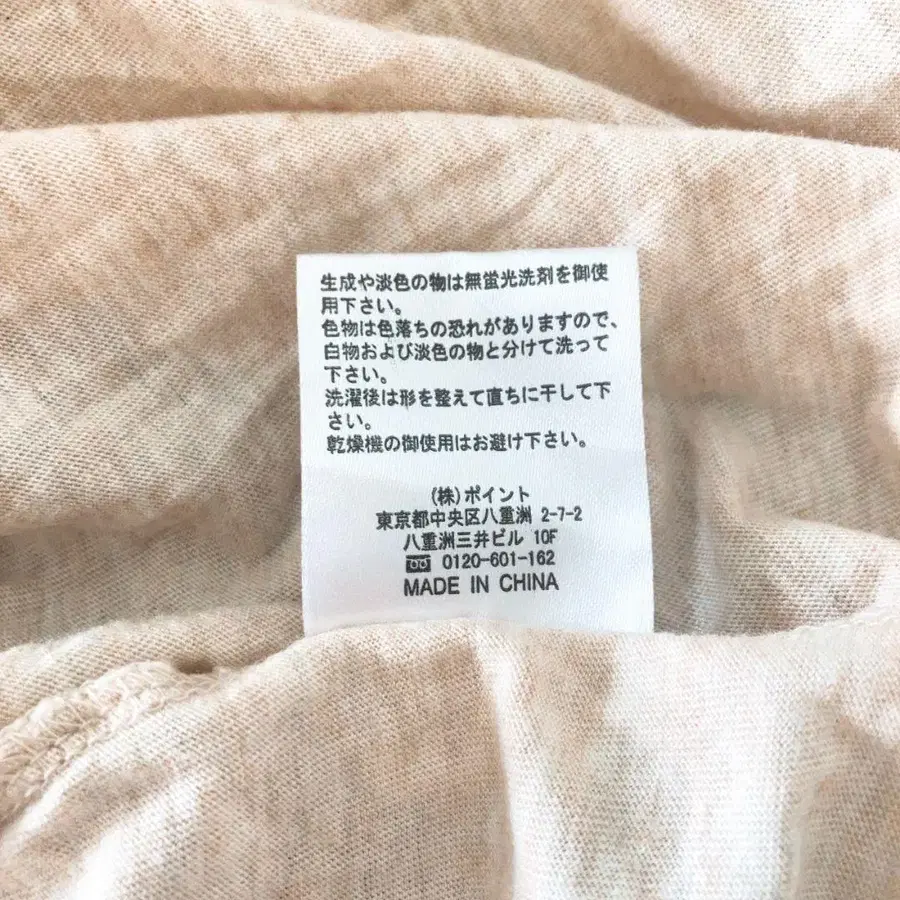 生成や淡色の物は無蛍光洗剤を御使
用下さい。
色物は色落ちの恐れがありますので、
白物および淡色の物と分けて洗って
下さい。
洗濯後は形を整えて直ちに干して下
さい。
乾燥機の御使用はお避け下さい。
(株)ポイント
東京都中央区八重洲 2-7-2
八重洲三井ビル 10F
0120-601-162
MADE IN CHINA